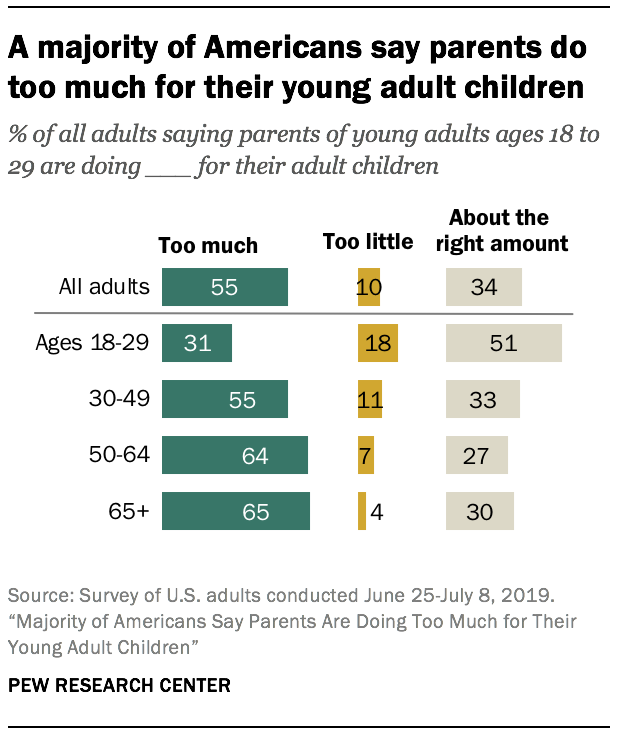 A majority of Americans say parents do
too much for their young adult children
% of all adults saying parents of young adults ages 18 to
29 are doing ___ for their adult children
Too much Too little About the
right amount
All adults 55 10 34
Ages 18-29 31 18 51
30-49 55 11 33
50-64 64 7 27
65+ 65 4 30
Source: Survey of U.S. adults conducted June 25-July 8, 2019.
“Majority of Americans Say Parents Are Doing Too Much for Their
Young Adult Children”
PEW RESEARCH CENTER